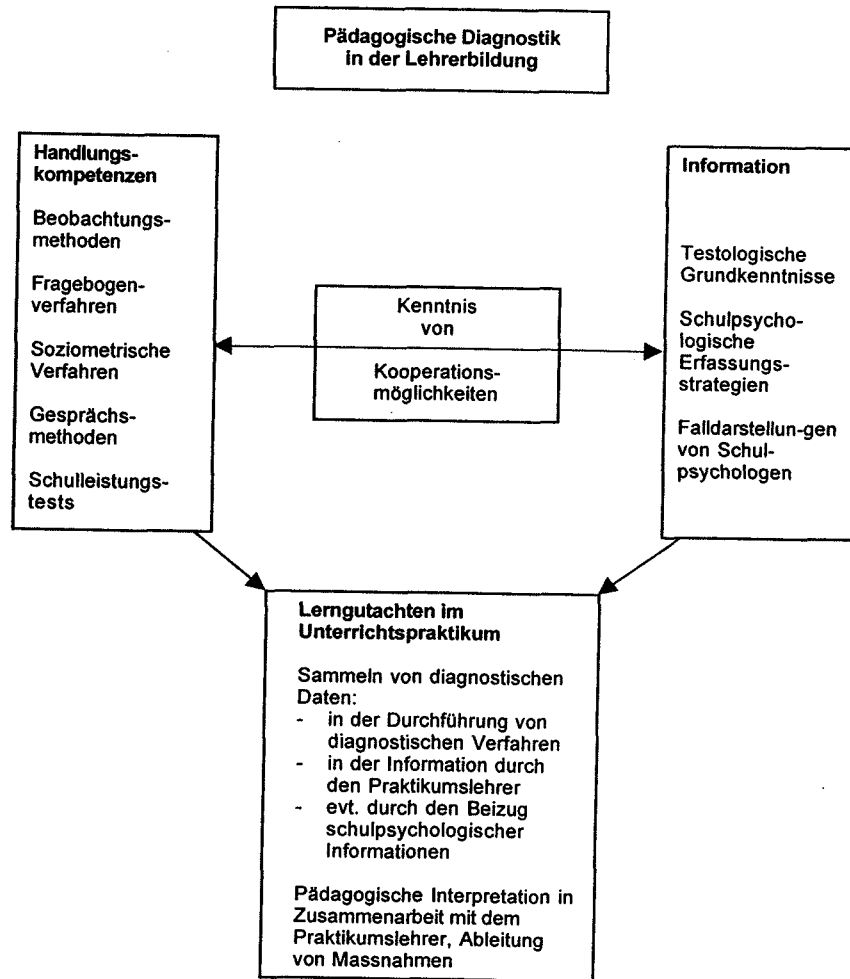 Pädagogische Diagnostik
in der Lehrerbildung
Handlungs-
kompetenzen
Beobachtungs-
methoden
Fragebogen-
verfahren
Soziometrische
Verfahren
Gesprächs-
methoden
Schulleistungs-
tests
Kenntnis
von
Kooperations-
möglichkeiten
Information
Testologische
Grundkenntnisse
Schulpsycho-
logische
Erfassungs-
strategien
Falldarstellun-gen
von Schul-
psychologen
Lerngutachten im
Unterrichtspraktikum
Sammeln von diagnostischen
Daten:
- in der Durchführung von
diagnostischen Verfahren
- in der Information durch
den Praktikumslehrer
- evt. durch den Beizug
schulpsychologischer
Informationen
Pädagogische Interpretation in
Zusammenarbeit mit dem
Praktikumslehrer, Ableitung
von Massnahmen